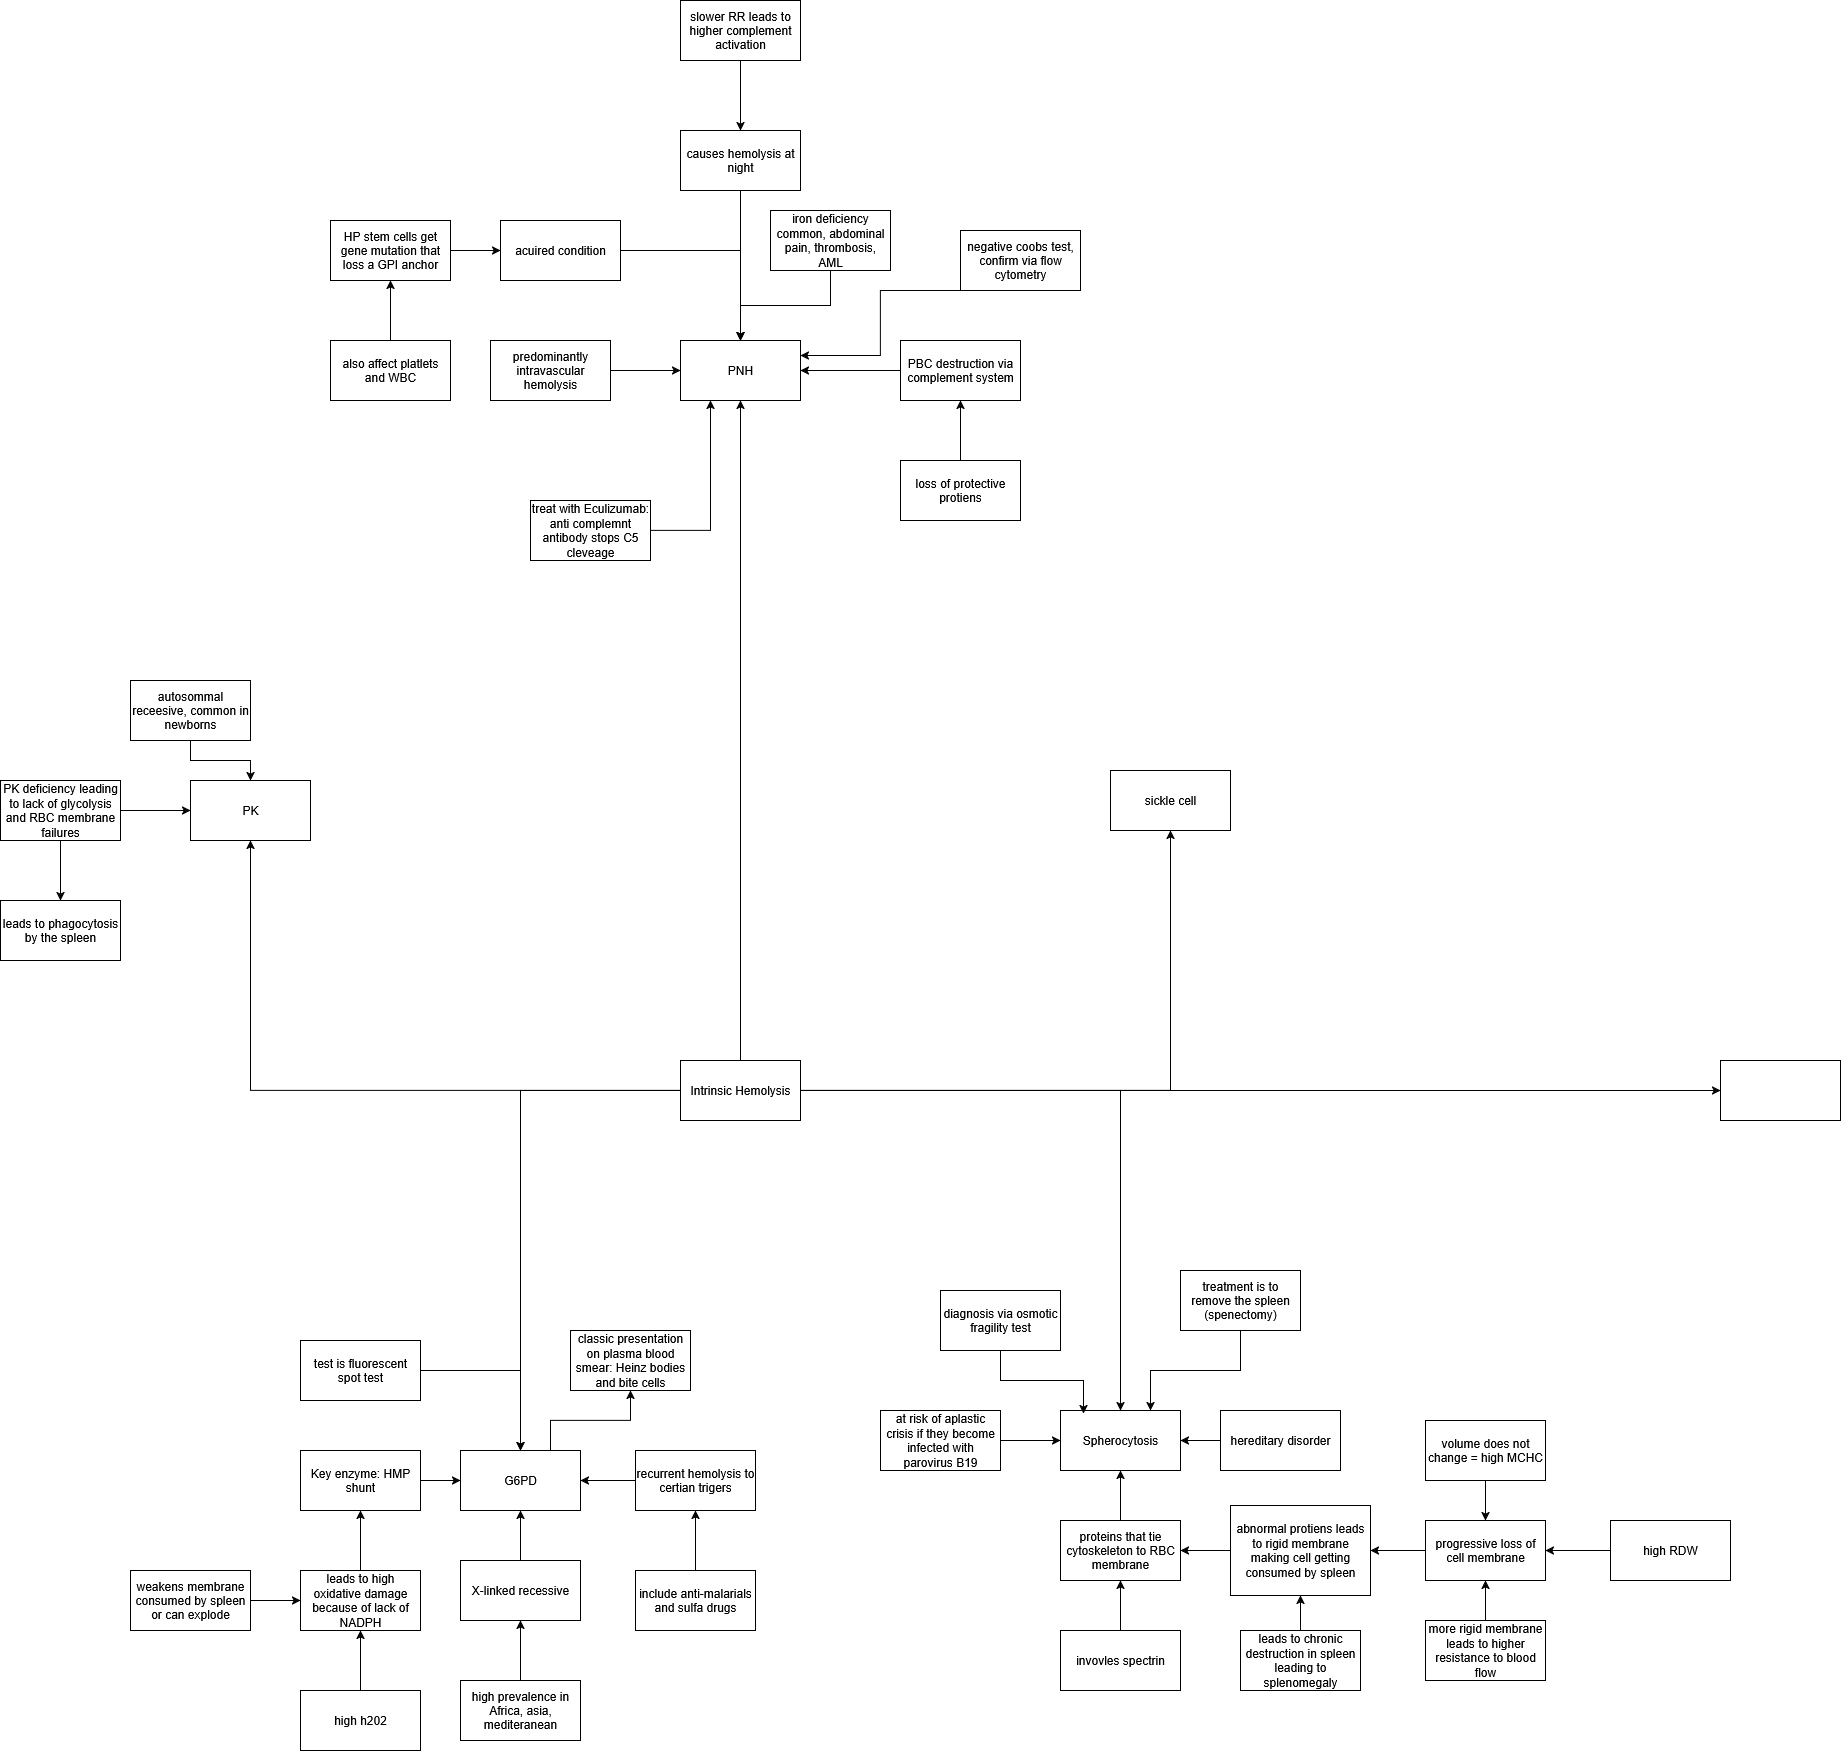 slower RR leads to
higher complement
activation
causes hemolysis at
night
HP stem cells get
gene mutation that
loss a GPI anchor
acuired condition
iron deficiency
common, abdominal
pain, thrombosis,
AML
negative coobs test,
confirm via flow
cytometry
also affect platlets
and WBC
predominantly
intravascular
hemolysis
PNH
PBC destruction via
complement system
loss of protective
protiens
treat with Eculizumab:
anti complemnt
antibody stops C5
cleveage
autosommal
receesive, common in
newborns
PK deficiency leading
to lack of glycolysis
and RBC membrane
failures
PK
sickle cell
leads to phagocytosis
by the spleen
Intrinsic Hemolysis
treatment is to
remove the spleen
(spenectomy)
diagnosis via osmotic
fragility test
test is fluorescent
spot test
classic presentation
on plasma blood
smear: Heinz bodies
and bite cells
at risk of aplastic
crisis if they become
infected with
parovirus B19
Spherocytosis
hereditary disorder
volume does not
change = high MCHC
Key enzyme: HMP
shunt
G6PD
recurrent hemolysis to
certian trigers
proteins that tie
cytoskeleton to RBC
membrane
abnormal protiens leads
to rigid membrane
making cell getting
consumed by spleen
progressive loss of
cell membrane
high RDW
weakens membrane
consumed by spleen
or can explode
leads to high
oxidative damage
because of lack of
NADPH
X-linked recessive
include anti-malarials
and sulfa drugs
invovles spectrin
leads to chronic
destruction in spleen
leading to
splenomegaly
more rigid membrane
leads to higher
resistance to blood
flow
high h202
high prevalence in
Africa, asia,
mediteranean